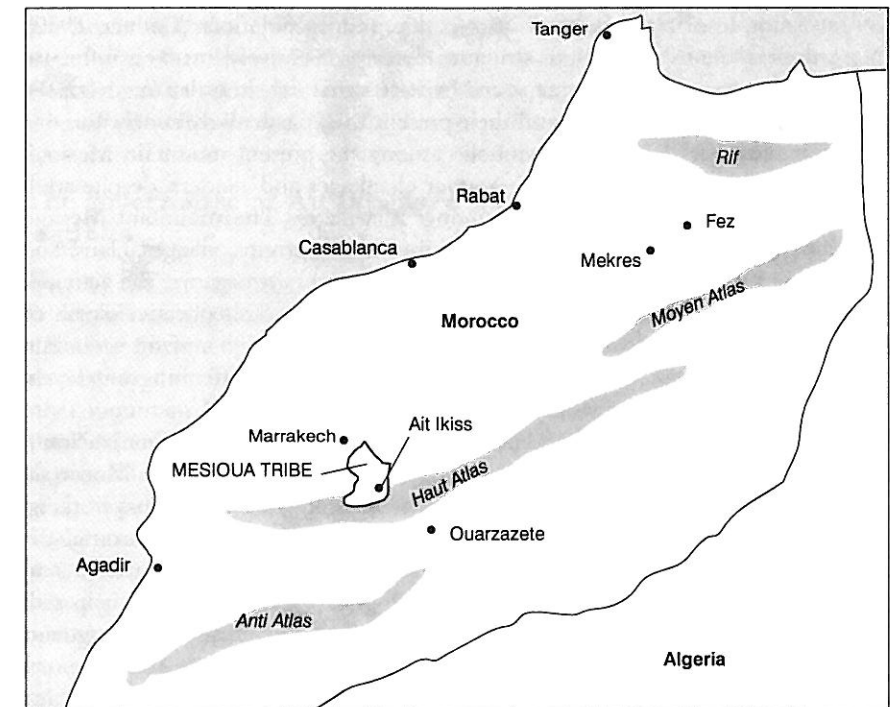 Tanger
Rif
Rabat
Fez
Casablanca
Mekres
Moyen Atlas
Morocco
Ait Ikiss
Marrakech
MESIOUA TRIBE
Haut Atlas
Ouarzazete
Agadir
Anti Atlas
Algeria